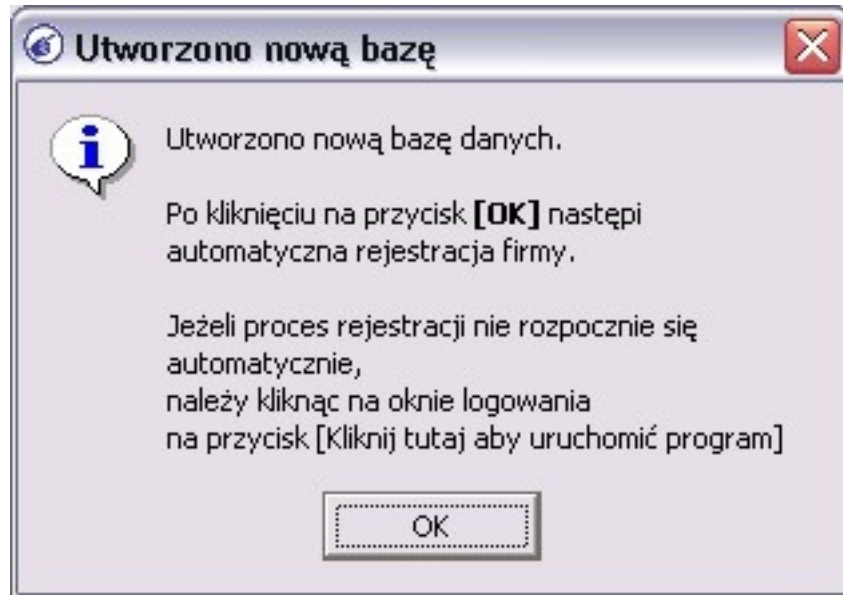 Utworzono nową bazę
Utworzono nową bazę danych.
Po kliknięciu na przycisk [OK] nastąpi
automatyczna rejestracja firmy.
Jeżeli proces rejestracji nie rozpocznie się
automatycznie,
należy kliknąc na oknie logowania
na przycisk [Kliknij tutaj aby uruchomić program]
OK